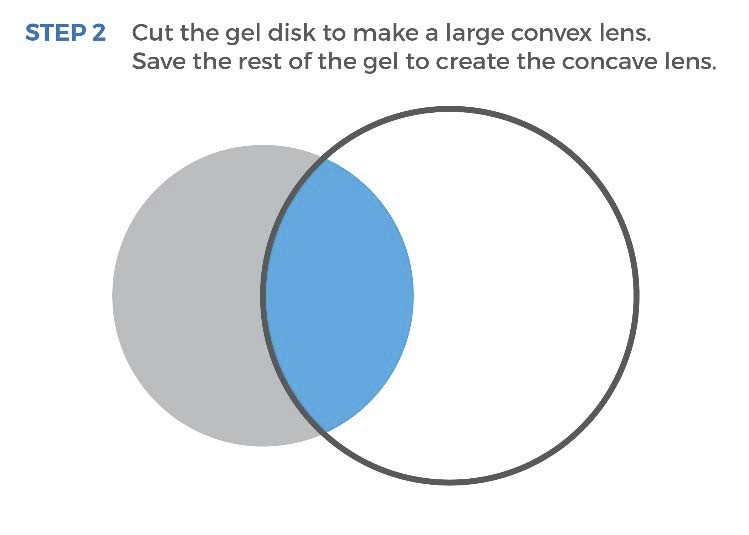 STEP 2 Cut the gel disk to make a large convex lens.
Save the rest of the gel to create the concave lens.